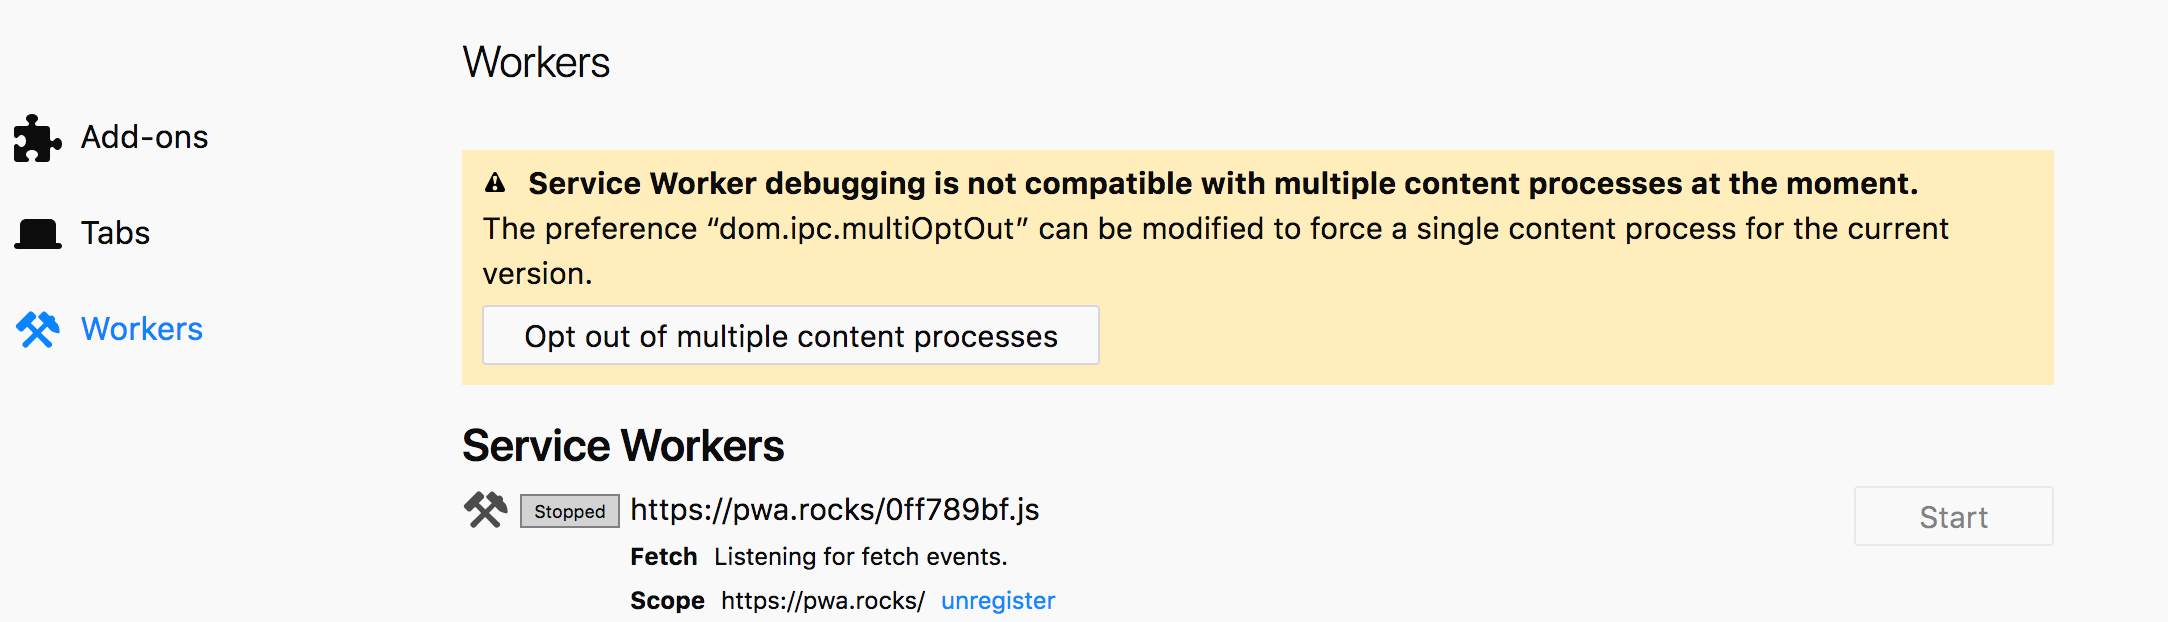 Workers
Add-ons
Tabs
Workers
Service Worker debugging is not compatible with multiple content processes at the moment.
The preference “dom.ipc.multiOptOut” can be modified to force a single content process for the current
version.
Opt out of multiple content processes
Service Workers
Stopped https://pwa.rocks/0ff789bf.js
Start
Fetch Listening for fetch events.
Scope https://pwa.rocks/ unregister